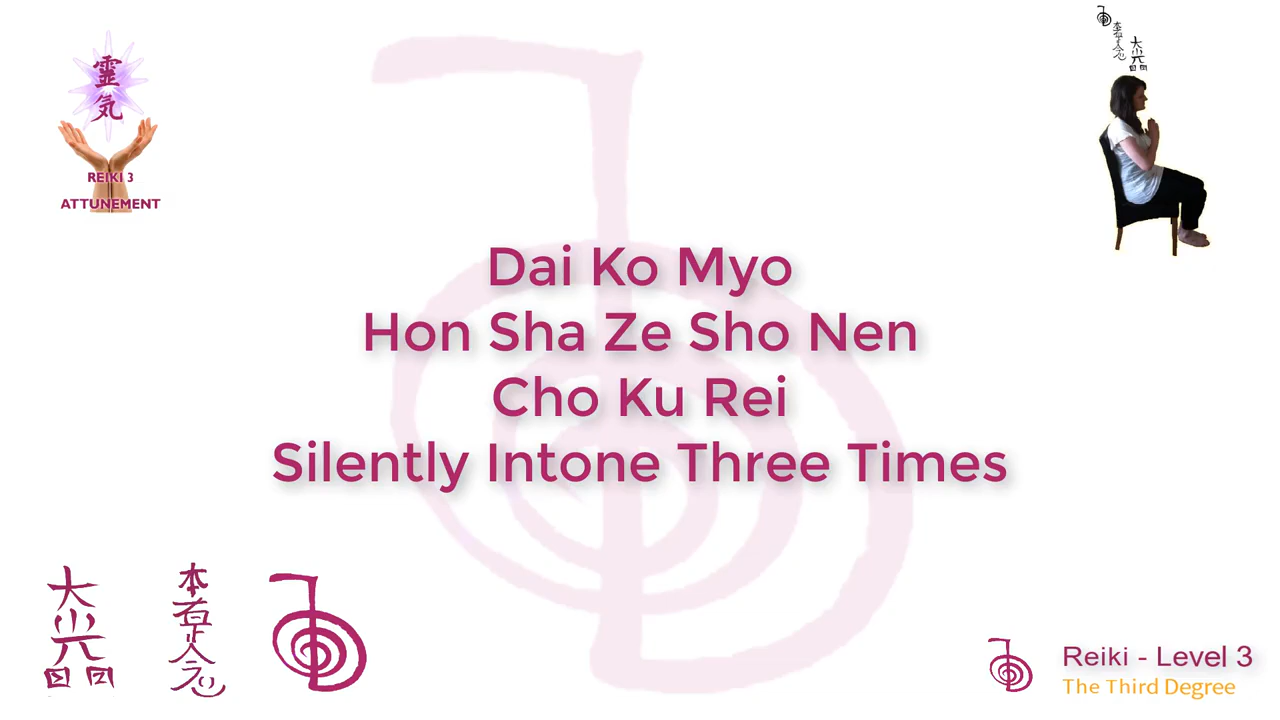 靈
気
REIKI 3
ATTUNEMENT
Dai Ko Myo
Hon Sha Ze Sho Nen
Cho Ku Rei
Silently Intone Three Times
Reiki - Level 3
The Third Degree